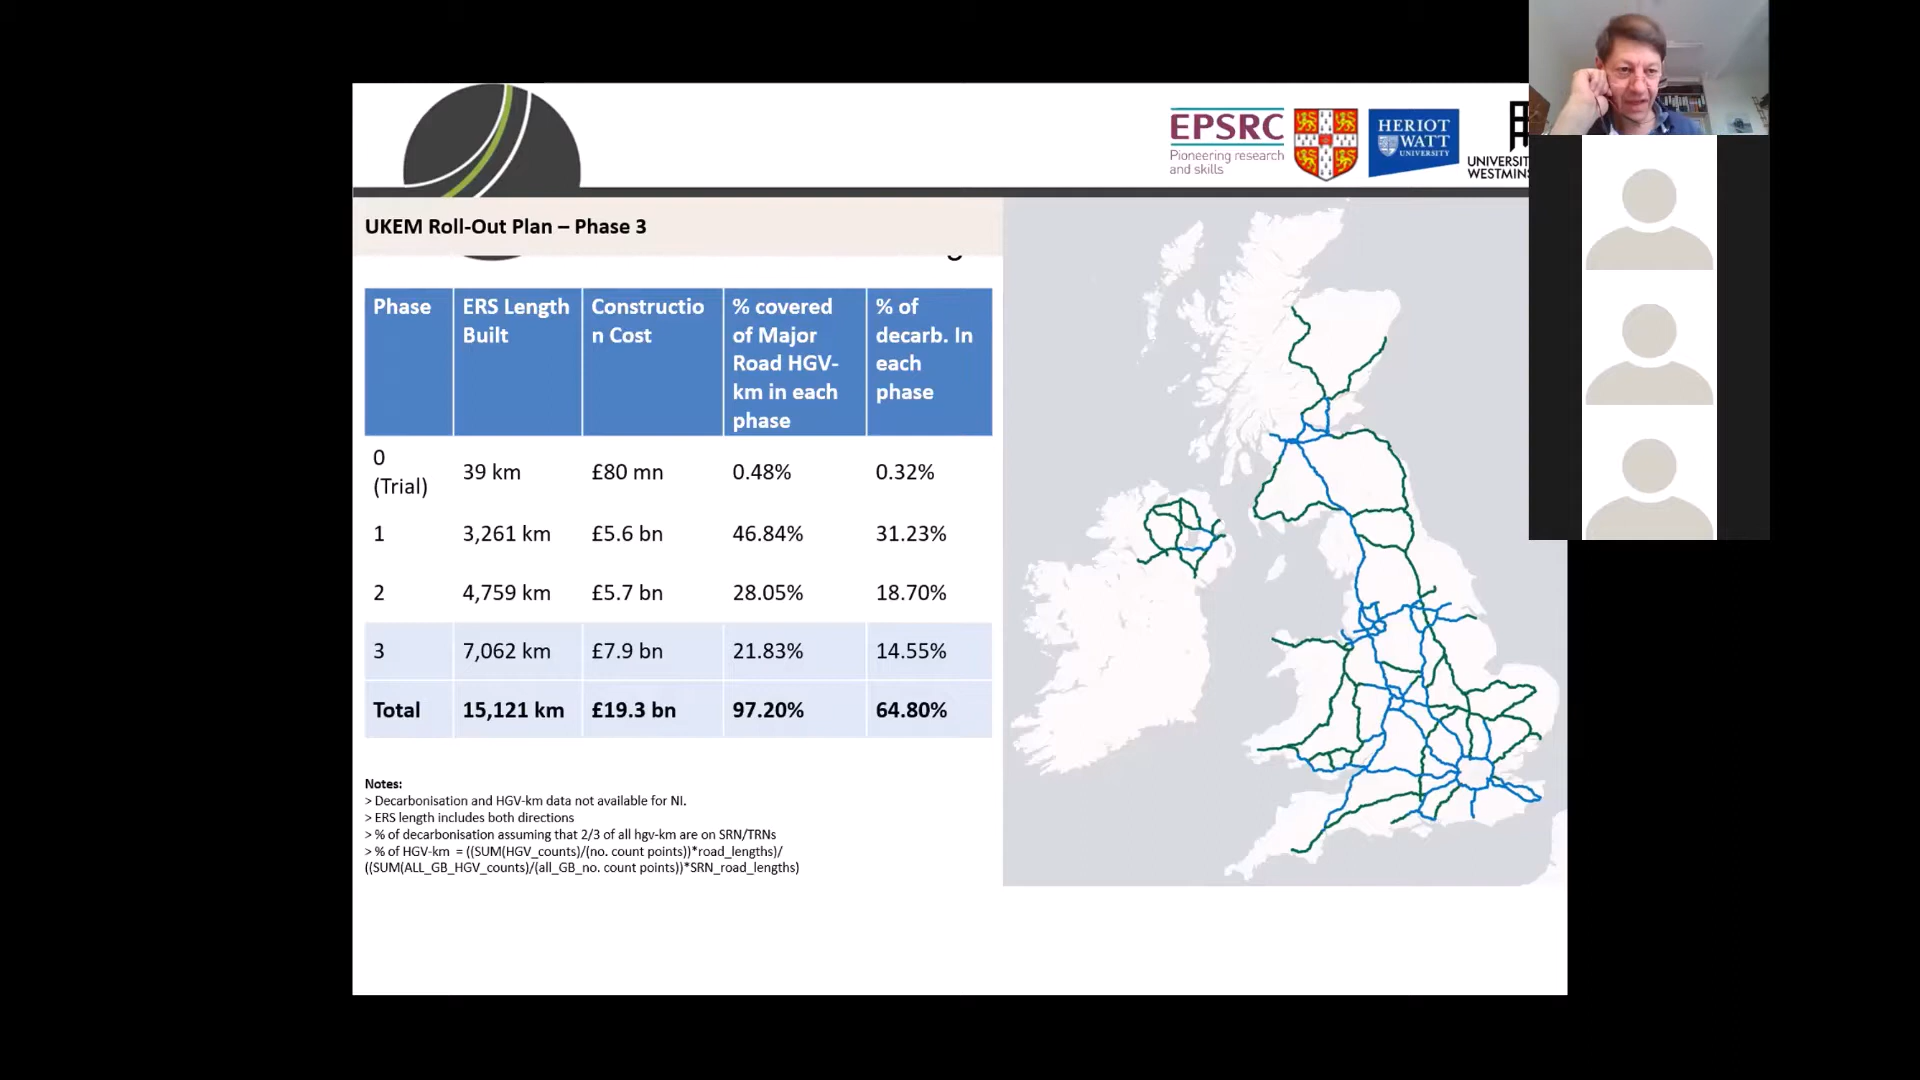 EPSRC
Pioneering research
and skills
HERIOT
WATT
UNIVERSITY
UNIVERSI
WESTMIN
UKEM Roll-Out Plan – Phase 3
Phase ERS Length Built Constructio n Cost % covered of Major Road HGV-km in each phase % of decarb. In each phase
0 (Trial) 39 km £80 mn 0.48% 0.32%
1 3,261 km £5.6 bn 46.84% 31.23%
2 4,759 km £5.7 bn 28.05% 18.70%
3 7,062 km £7.9 bn 21.83% 14.55%
Total 15,121 km £19.3 bn 97.20% 64.80%
Notes:
> Decarbonisation and HGV-km data not available for NI.
> ERS length includes both directions
> % of decarbonisation assuming that 2/3 of all hgv-km are on SRN/TRNs
> % of HGV-km = ((SUM(HGV_counts)/(no. count points))*road_lengths)/
((SUM(ALL_GB_HGV_counts)/(all_GB_no. count points))*SRN_road_lengths)